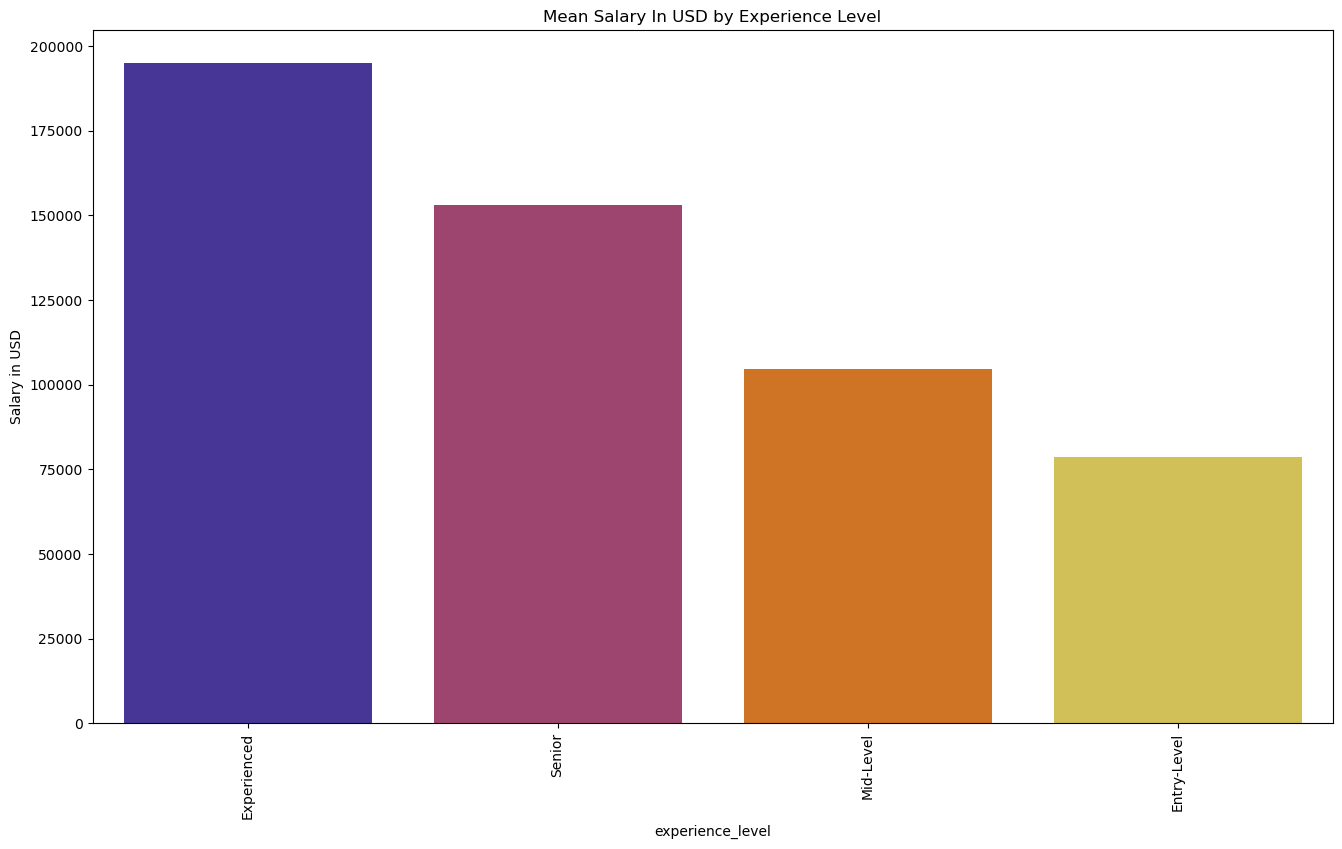 Mean Salary In USD by Experience Level
200000
175000
150000
125000
100000
75000
50000
25000
0
Salary in USD
Experienced
Senior
Mid-Level
Entry-Level
experience_level